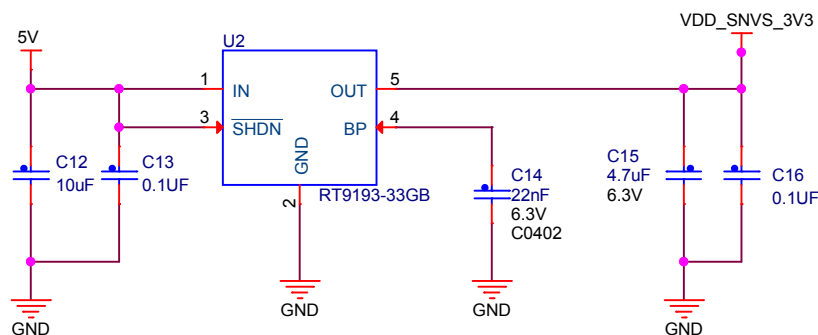 VDD_SNVS_3V3
5V
U2
1
IN
OUT
5
3
SHDN
BP
4
GND
2
RT9193-33GB
C12
10uF
C13
0.1UF
C14
22nF
6.3V
C0402
C15
4.7uF
6.3V
C16
0.1UF
GND
GND
GND
GND